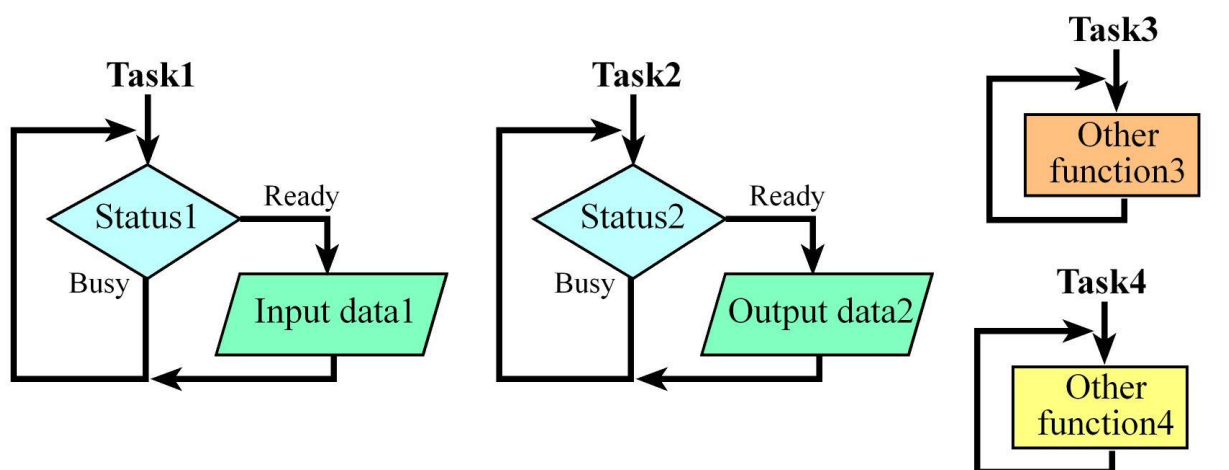 Task1
Status1
Ready
Busy
Input data1
Task2
Status2
Ready
Busy
Output data2
Task3
Other
function3
Task4
Other
function4